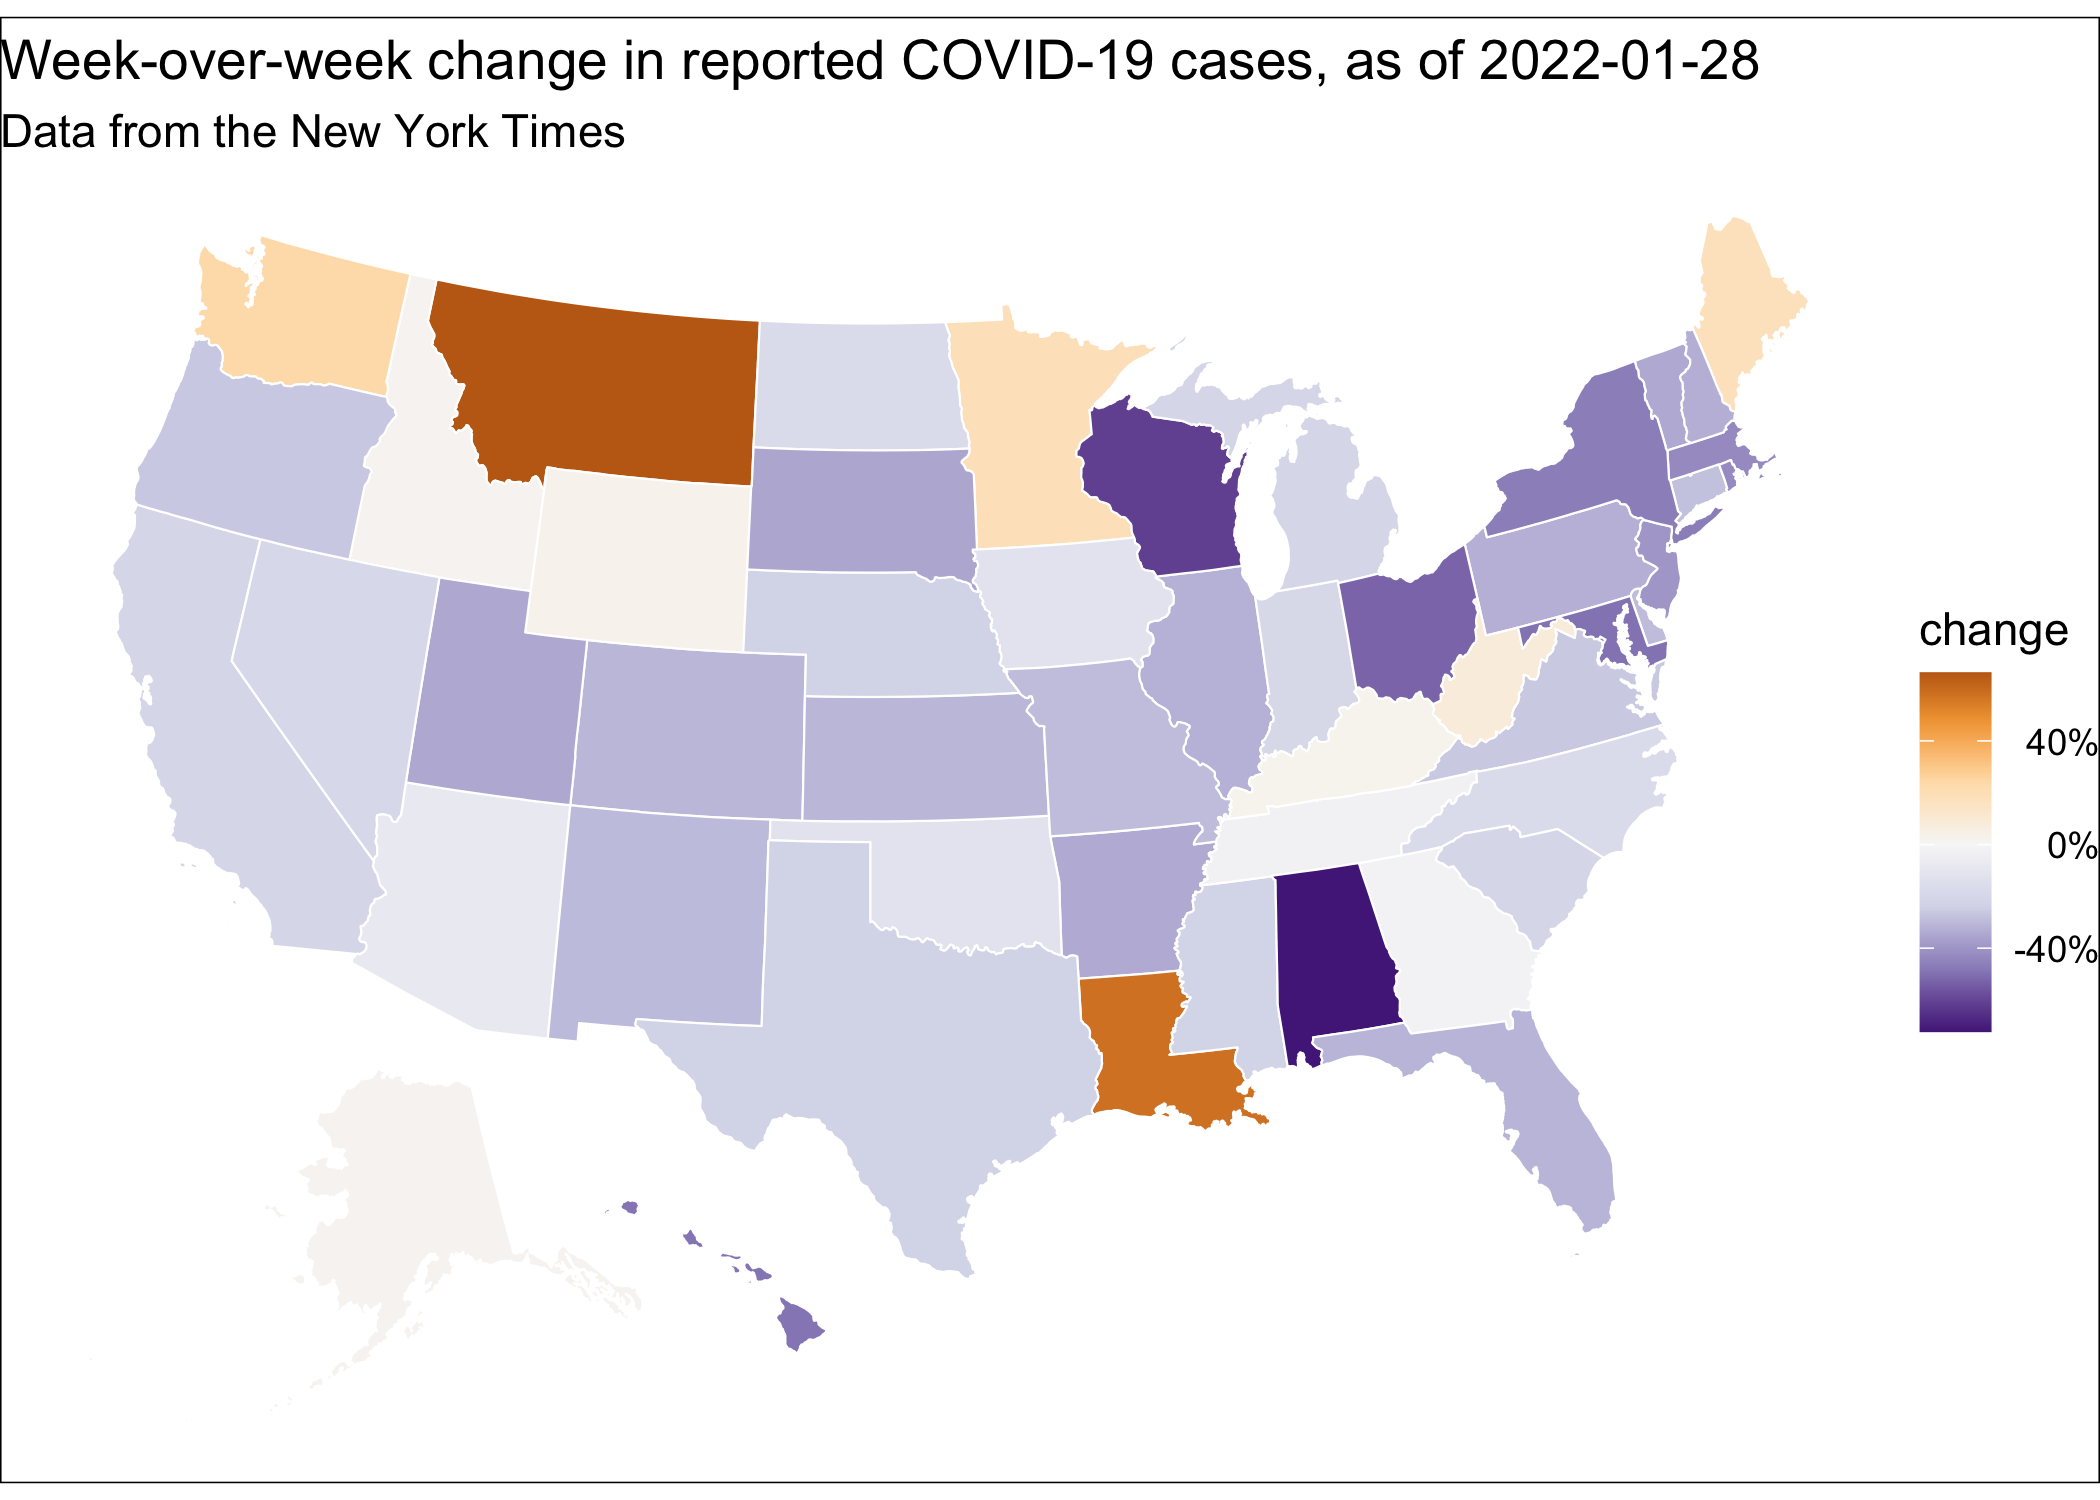 Week-over-week change in reported COVID-19 cases, as of 2022-01-28
Data from the New York Times
change
40%
0%
-40%